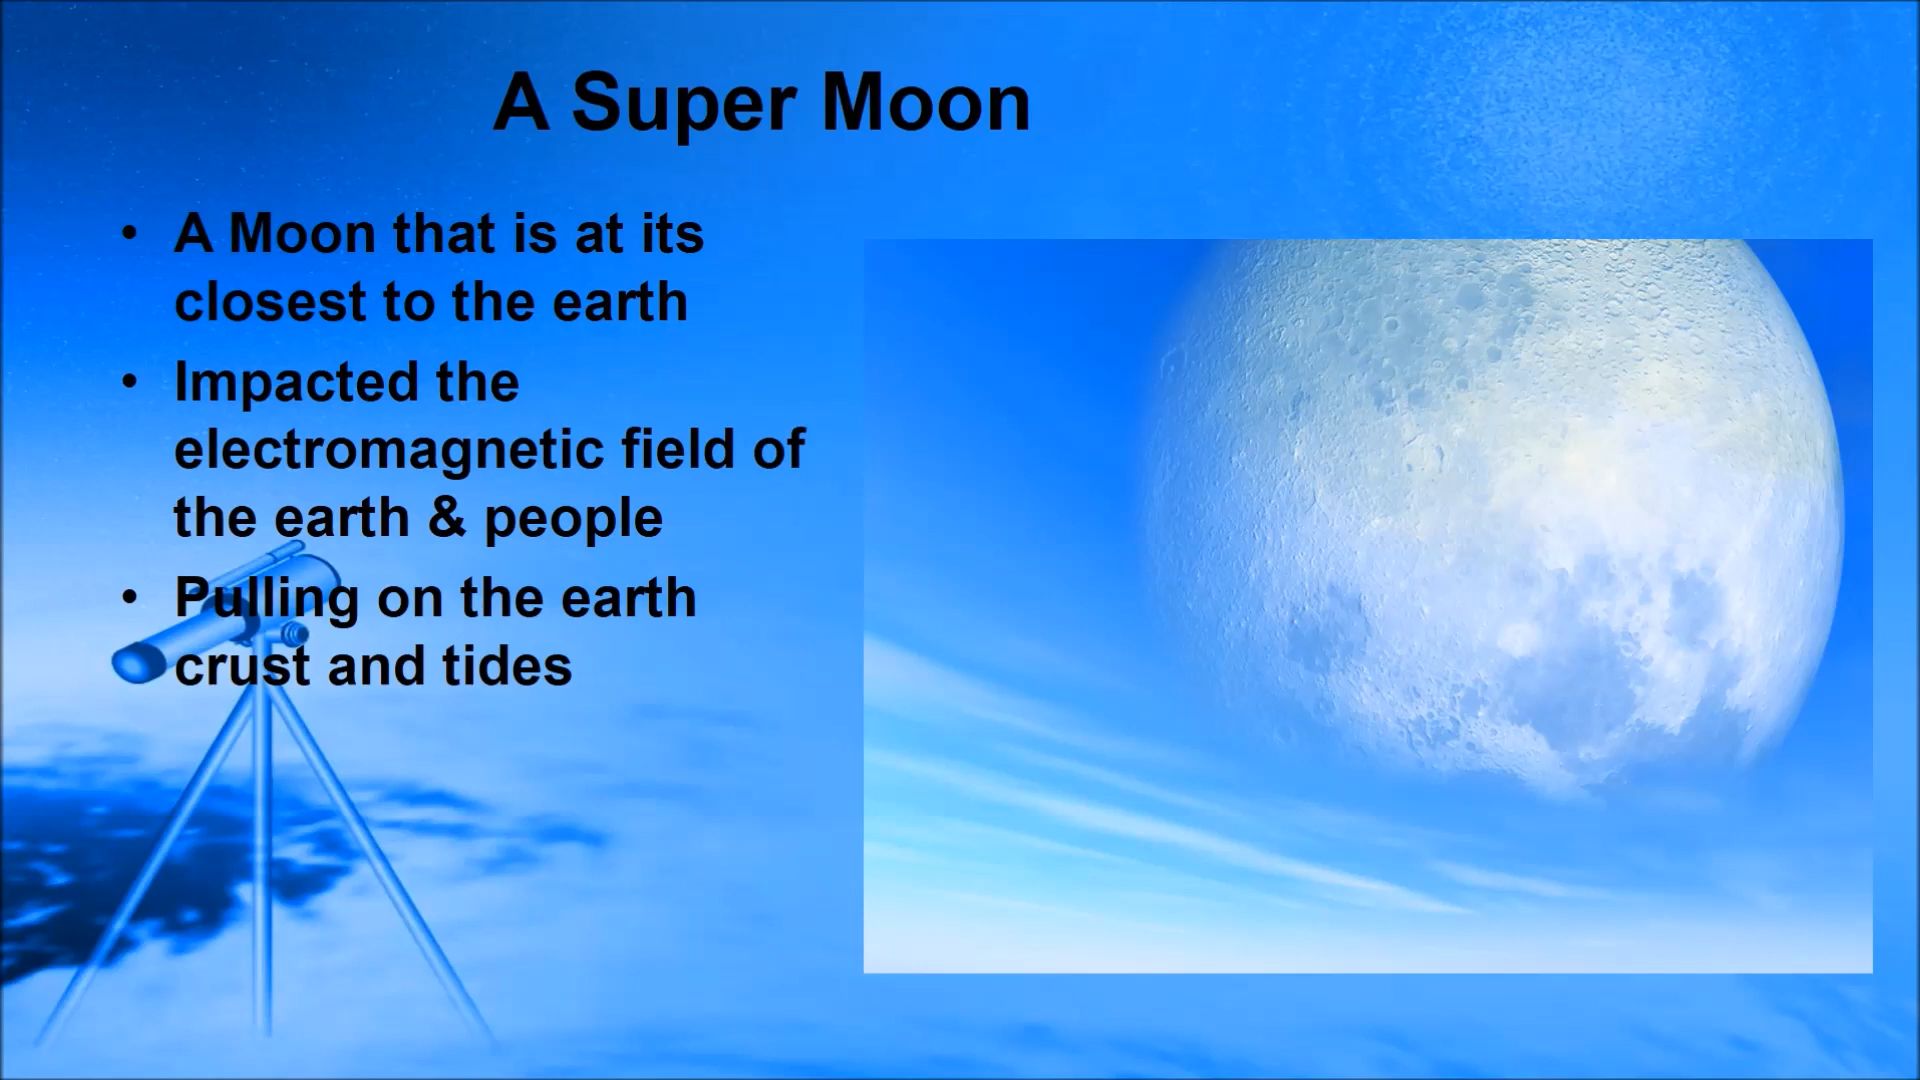 A Super Moon
• A Moon that is at its
closest to the earth
• Impacted the
electromagnetic field of
the earth & people
• Pulling on the earth
crust and tides